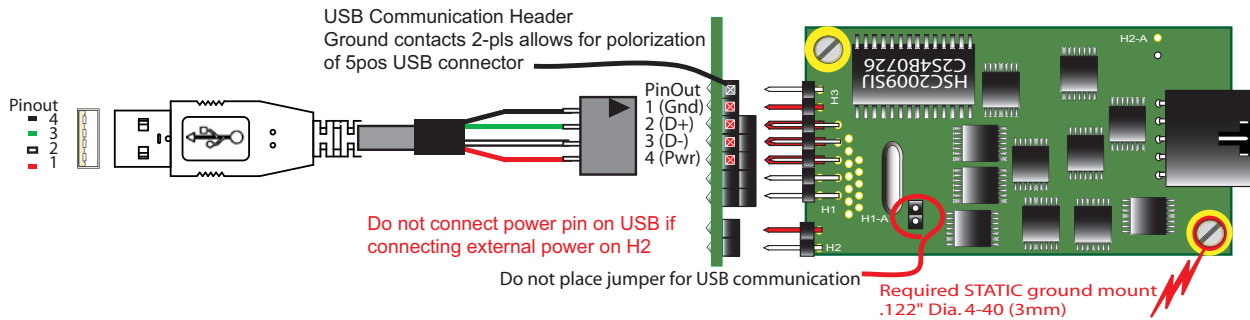 USB Communication Header
Ground contacts 2-pls allows for polorization
of 5pos USB connector
Pinout
4
3
2
1
PinOut
1 (Gnd)
2 (D+)
3 (D-)
4 (Pwr)
H3
HSC2009SIJ
C2S4B0726
H2-A
H1
H1-A
H2
Do not connect power pin on USB if
connecting external power on H2
Do not place jumper for USB communication
Required STATIC ground mount
.122" Dia. 4-40 (3mm)